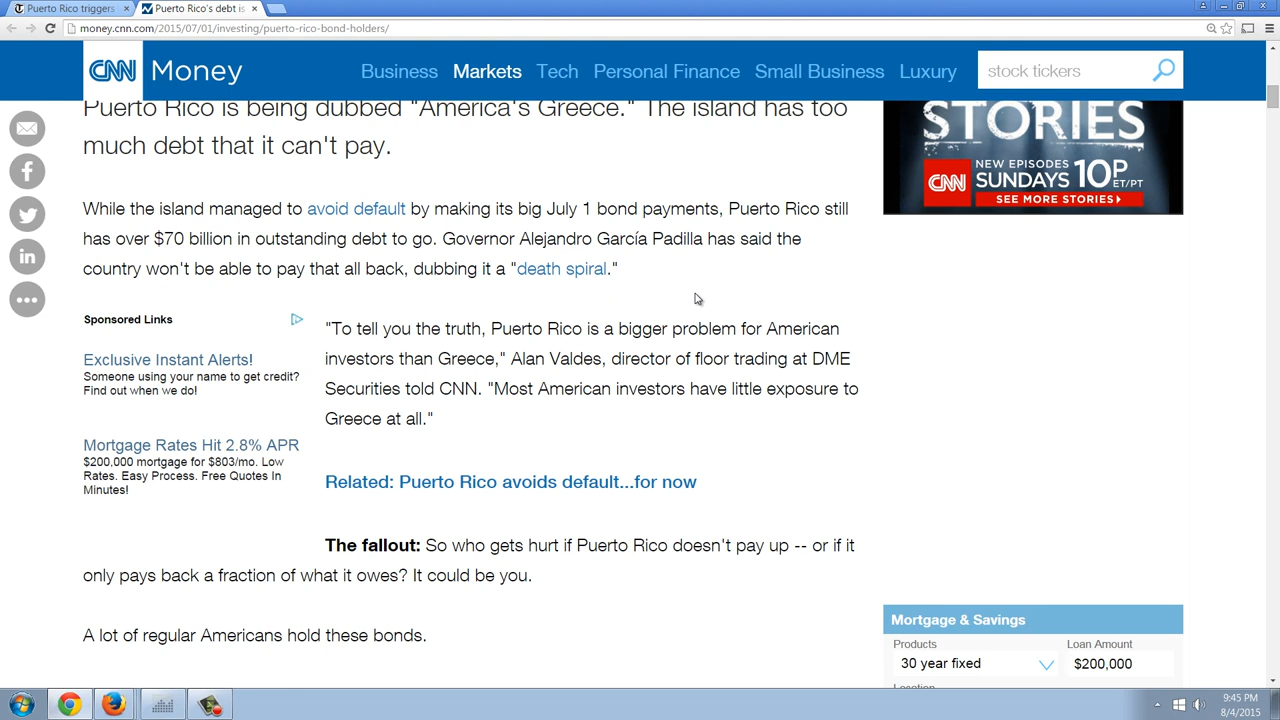 Puerto Rico triggers
Puerto Rico's debt is
money.cnn.com/2015/07/01/investing/puerto-rico-bond-holders/
CNN Money
Business Markets Tech Personal Finance Small Business Luxury
stock tickers
Puerto Rico is being dubbed "America's Greece." The island has too
much debt that it can't pay.
While the island managed to avoid default by making its big July 1 bond payments, Puerto Rico still
has over $70 billion in outstanding debt to go. Governor Alejandro García Padilla has said the
country won't be able to pay that all back, dubbing it a "death spiral."
Sponsored Links
Exclusive Instant Alerts!
Someone using your name to get credit?
Find out when we do!
Mortgage Rates Hit 2.8% APR
$200,000 mortgage for $803/mo. Low
Rates. Easy Process. Free Quotes In
Minutes!
"To tell you the truth, Puerto Rico is a bigger problem for American
investors than Greece," Alan Valdes, director of floor trading at DME
Securities told CNN. "Most American investors have little exposure to
Greece at all."
Related: Puerto Rico avoids default...for now
The fallout: So who gets hurt if Puerto Rico doesn't pay up -- or if it
only pays back a fraction of what it owes? It could be you.
A lot of regular Americans hold these bonds.
STORIES
CNN
NEW EPISODES
SUNDAYS 10P
ET/PT
SEE MORE STORIES
Mortgage & Savings
Products
Loan Amount
30 year fixed
$200,000
9:45 PM
8/4/2015